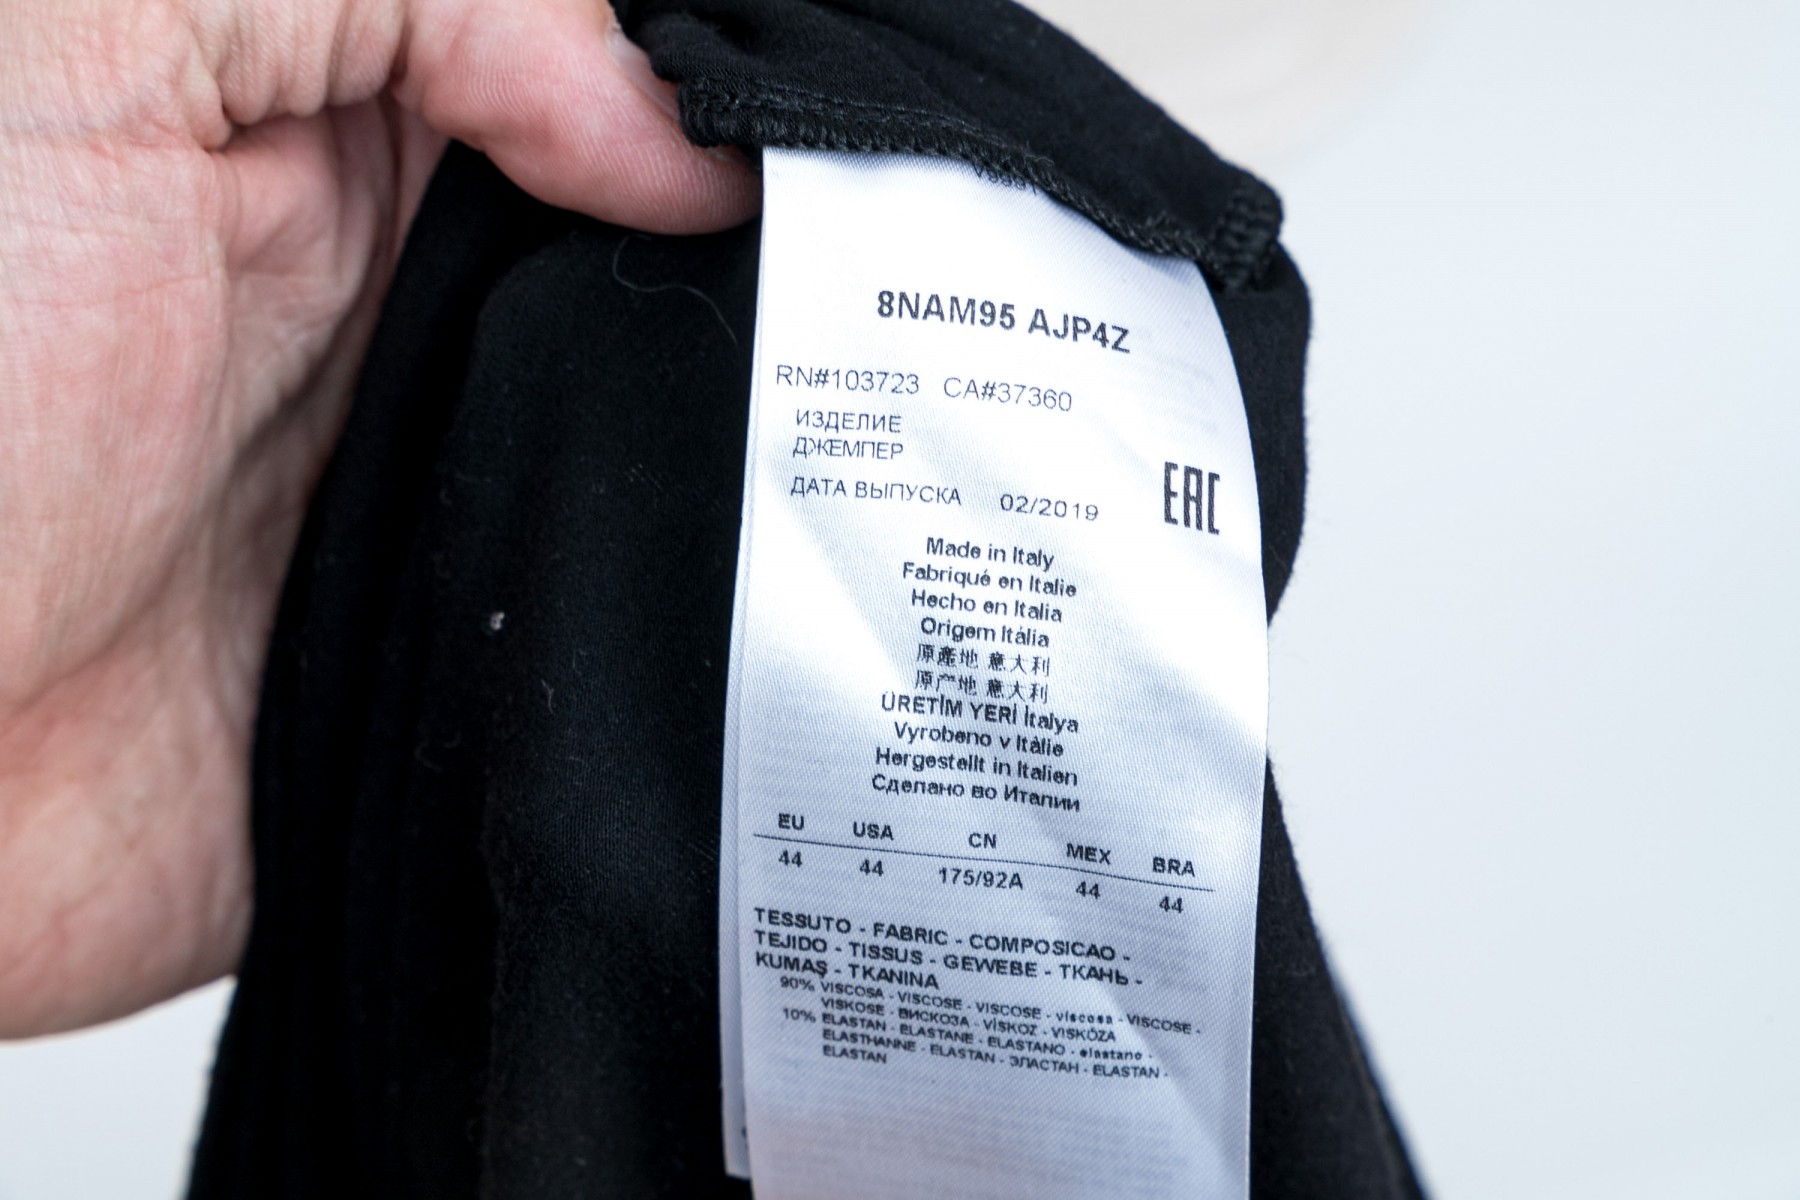 8NAM95 AJP4Z
RN#103723 CA#37360
ИЗДЕЛИЕ
ДЖЕМПЕР
ДАТА ВЫПУСКА 02/2019
EAC
Made in Italy
Fabriqué en Italie
Hecho en Italia
Origem Itália
原產地 意大利
原产地 意大利
ÜRETİM YERİ İtalya
Vyrobeno v Itàlie
Hergestellt in Italien
Сделано во Италии
EU USA CN MEX BRA
44 44 175/92A 44 44
TESSUTO - FABRIC - COMPOSICAO -
TEJIDO - TISSUS - GEWEBE - ТКАНЬ -
KUMAŞ - TKANINA
90% VISCOSA - VISCOSE - VISCOSE - viscosa - VISCOSE -
VISKOSE - ВИСКОЗА - VİSKOZ - VISKÓZA
10% ELASTAN - ELASTANE - ELASTANO - elastano -
ELASTHANNE - ELASTAN - ЭЛАСТАН - ELASTAN -
ELASTAN